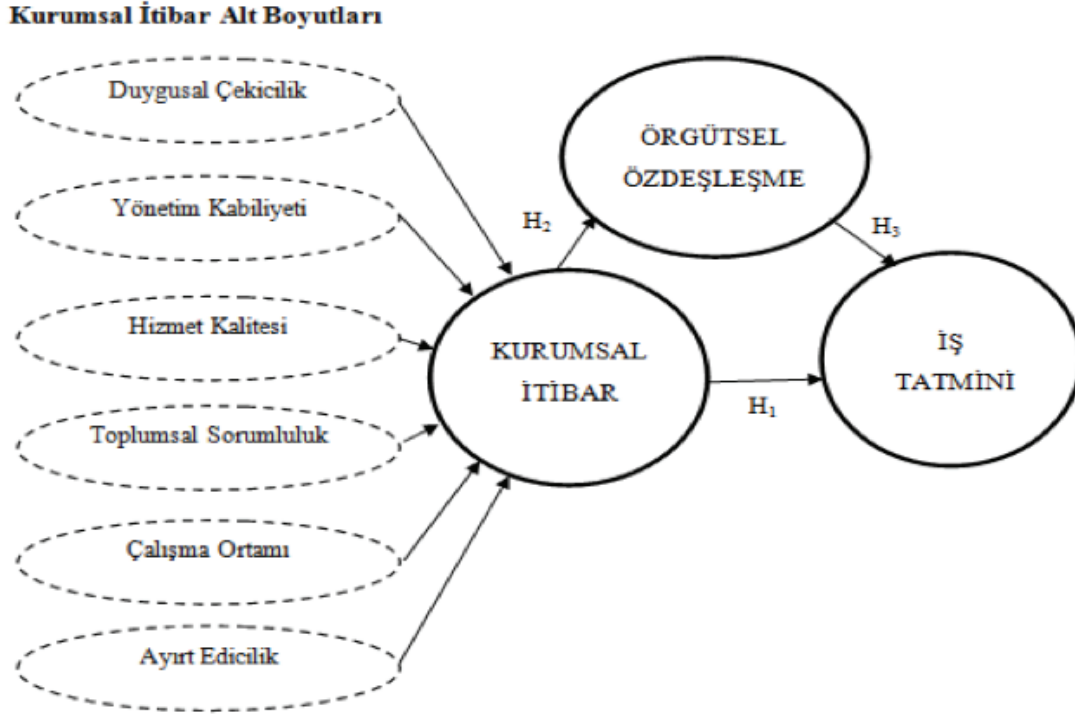 Kurumsal İtibar Alt Boyutları
Duygusal Çekicilik
Yönetim Kabiliyeti
Hizmet Kalitesi
Toplumsal Sorumluluk
Çalışma Ortamı
Ayırt Edicilik
KURUMSAL
İTİBAR
H₂
ÖRGÜTSEL
ÖZDEŞLEŞME
H₃
H₁
İŞ
TATMİNİ